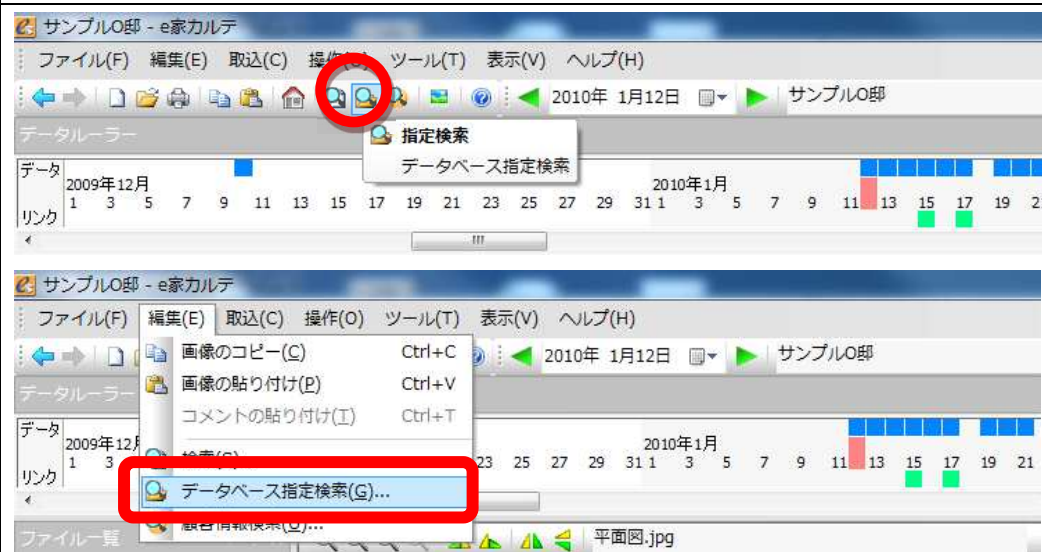 サンプルO邸 - e家カルテ
ファイル(F) 編集(E) 取込(C) 操作(O) ツール(T) 表示(V) ヘルプ(H)
2010年 1月12日 サンプルO邸
データルーラー
指定検索
データベース指定検索
データ
2009年12月 2010年1月
1 3 5 7 9 11 13 15 17 19 21 23 25 27 29 31 1 3 5 7 9 11 13 15 17 19
リンク
サンプルO邸 - e家カルテ
ファイル(F) 編集(E) 取込(C) 操作(O) ツール(T) 表示(V) ヘルプ(H)
画像のコピー(C) Ctrl+C
2010年 1月12日 サンプルO邸
画像の貼り付け(P) Ctrl+V
データルーラー
コメントの貼り付け(T) Ctrl+T
データ
2009年12月 2010年1月
1 3 23 25 27 29 31 1 3 5 7 9 11 13 15 17 19 21
検索(S)...
リンク
データベース指定検索(G)...
顧客情報検索(U)...
ファイル一覧
平面図.jpg